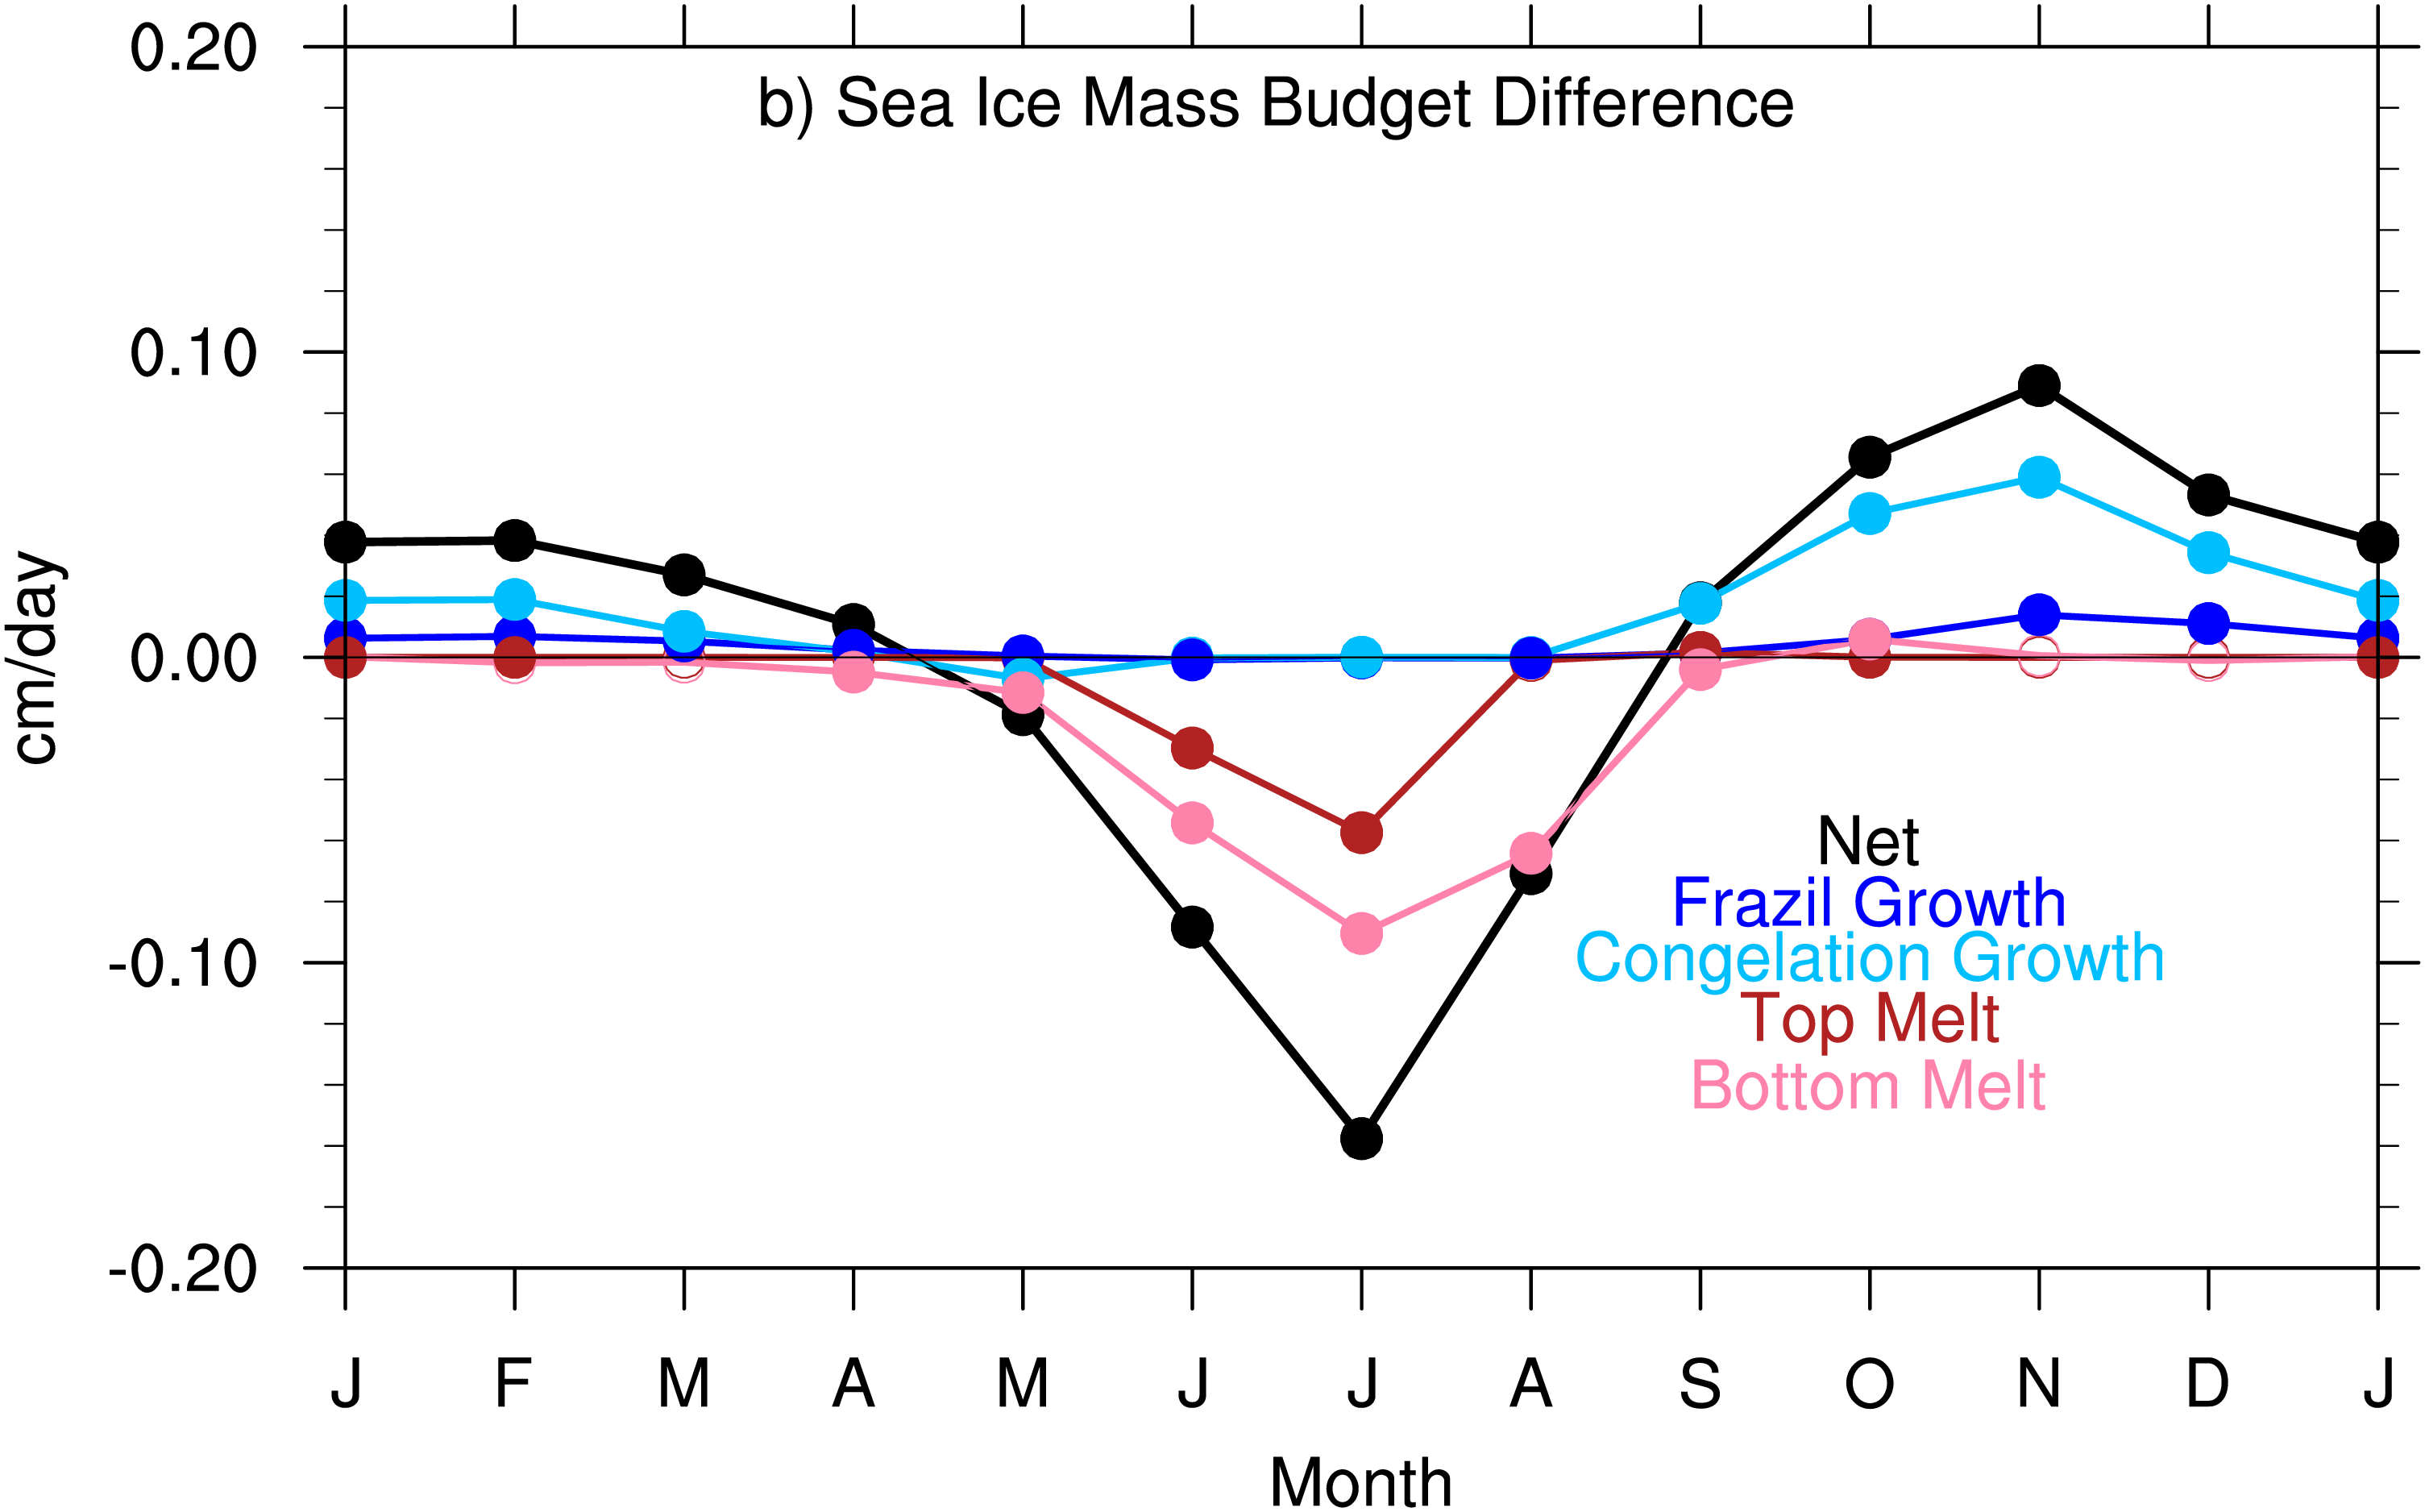 b) Sea Ice Mass Budget Difference
0.20
0.10
0.00
-0.10
-0.20
cm/day
Net
Frazil Growth
Congelation Growth
Top Melt
Bottom Melt
J F M A M J J A S O N D J
Month